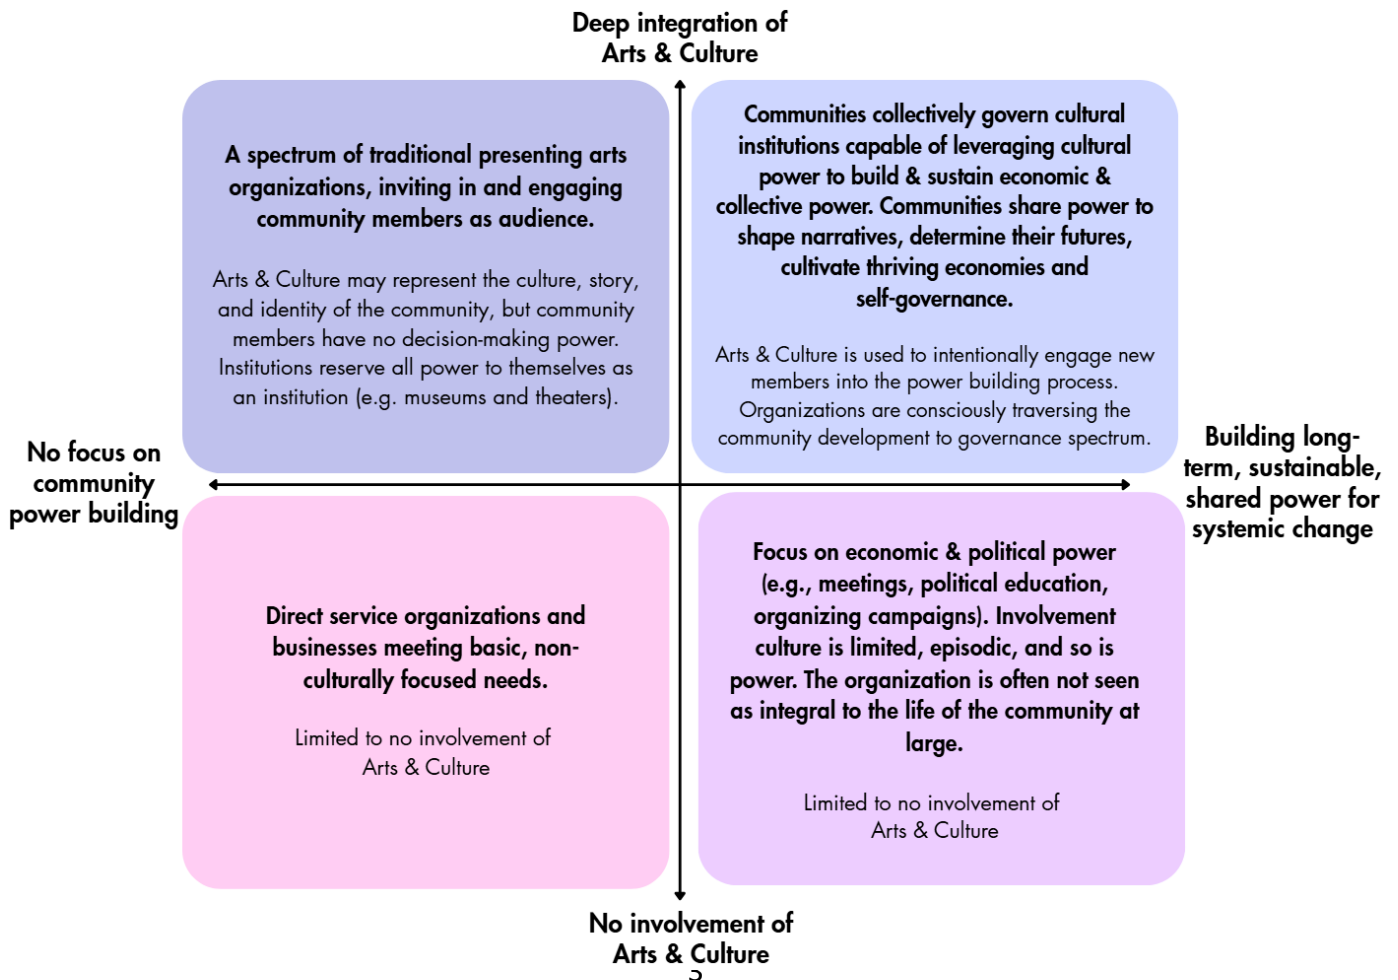 Deep integration of
Arts & Culture
A spectrum of traditional presenting arts
organizations, inviting in and engaging
community members as audience.
Arts & Culture may represent the culture, story,
and identity of the community, but community
members have no decision-making power.
Institutions reserve all power to themselves as
an institution (e.g. museums and theaters).
Communities collectively govern cultural
institutions capable of leveraging cultural
power to build & sustain economic &
collective power. Communities share power to
shape narratives, determine their futures,
cultivate thriving economies and
self-governance.
Arts & Culture is used to intentionally engage new
members into the power building process.
Organizations are consciously traversing the
community development to governance spectrum.
No focus on
community
power building
Building long-
term, sustainable,
shared power for
systemic change
Direct service organizations and
businesses meeting basic, non-
culturally focused needs.
Limited to no involvement of
Arts & Culture
Focus on economic & political power
(e.g., meetings, political education,
organizing campaigns). Involvement
culture is limited, episodic, and so is
power. The organization is often not seen
as integral to the life of the community at
large.
Limited to no involvement of
Arts & Culture
No involvement of
Arts & Culture